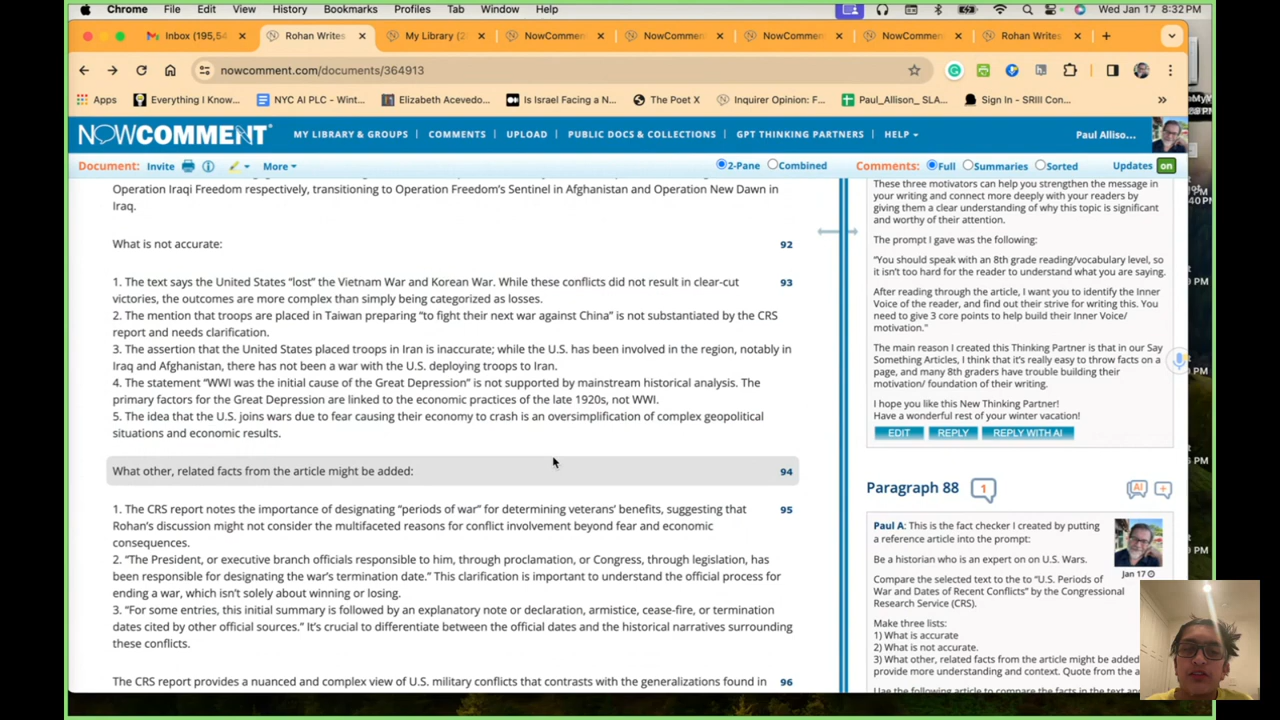 Chrome File Edit View History Bookmarks Profiles Tab Window Help Wed Jan 17 8:32 PM
Inbox (195,54 Rohan Writes My Library (2 NowCommen NowCommen NowCommen NowCommen Rohan Writes
nowcomment.com/documents/364913
Apps Everything I Know... NYC AI PLC – Wint... Elizabeth Acevedo... Is Israel Facing a N... The Poet X Inquirer Opinion: F... Paul_Allison_ SLA... Sign In - SRIII Con...
NOWCOMMENT MY LIBRARY & GROUPS COMMENTS UPLOAD PUBLIC DOCS & COLLECTIONS GPT THINKING PARTNERS HELP Paul Alliso...
Document: Invite More 2-Pane Combined Comments: Full Summaries Sorted Updates on
Operation Iraqi Freedom respectively, transitioning to Operation Freedom's Sentinel in Afghanistan and Operation New Dawn in
Iraq.
What is not accurate: 92
1. The text says the United States "lost" the Vietnam War and Korean War. While these conflicts did not result in clear-cut 93
victories, the outcomes are more complex than simply being categorized as losses.
2. The mention that troops are placed in Taiwan preparing "to fight their next war against China" is not substantiated by the CRS
report and needs clarification.
3. The assertion that the United States placed troops in Iran is inaccurate; while the U.S. has been involved in the region, notably in
Iraq and Afghanistan, there has not been a war with the U.S. deploying troops to Iran.
4. The statement "WWI was the initial cause of the Great Depression" is not supported by mainstream historical analysis. The
primary factors for the Great Depression are linked to the economic practices of the late 1920s, not WWI.
5. The idea that the U.S. joins wars due to fear causing their economy to crash is an oversimplification of complex geopolitical
situations and economic results.
What other, related facts from the article might be added: 94
1. The CRS report notes the importance of designating "periods of war" for determining veterans' benefits, suggesting that 95
Rohan's discussion might not consider the multifaceted reasons for conflict involvement beyond fear and economic
consequences.
2. "The President, or executive branch officials responsible to him, through proclamation, or Congress, through legislation, has
been responsible for designating the war's termination date." This clarification is important to understand the official process for
ending a war, which isn't solely about winning or losing.
3. "For some entries, this initial summary is followed by an explanatory note or declaration, armistice, cease-fire, or termination
dates cited by other official sources." It's crucial to differentiate between the official dates and the historical narratives surrounding
these conflicts.
The CRS report provides a nuanced and complex view of U.S. military conflicts that contrasts with the generalizations found in 96
These three motivators can help you strengthen the message in
your writing and connect more deeply with your readers by
giving them a clear understanding of why this topic is significant
and worthy of their attention.
The prompt I gave was the following:
"You should speak with an 8th grade reading/vocabulary level, so
it isn't too hard for the reader to understand what you are saying.
After reading through the article, I want you to identify the Inner
Voice of the reader, and find out their strive for writing this. You
need to give 3 core points to help build their Inner Voice/
motivation."
The main reason I created this Thinking Partner is that in our Say
Something Articles, I think that it's really easy to throw facts on a
page, and many 8th graders have trouble building their
motivation/ foundation of their writing.
I hope you like this New Thinking Partner!
Have a wonderful rest of your winter vacation!
EDIT REPLY REPLY WITH AI
Paragraph 88 1 AI +
Paul A: This is the fact checker I created by putting
a reference article into the prompt:
Be a historian who is an expert on on U.S. Wars.
Jan 17
Compare the selected text to the to "U.S. Periods of
War and Dates of Recent Conflicts" by the Congressional
Research Service (CRS).
Make three lists:
1) What is accurate
2) What is not accurate.
3) What other, related facts from the article might be added
provide more understanding and context. Quote from the a
Use the following article to compare the facts in the text